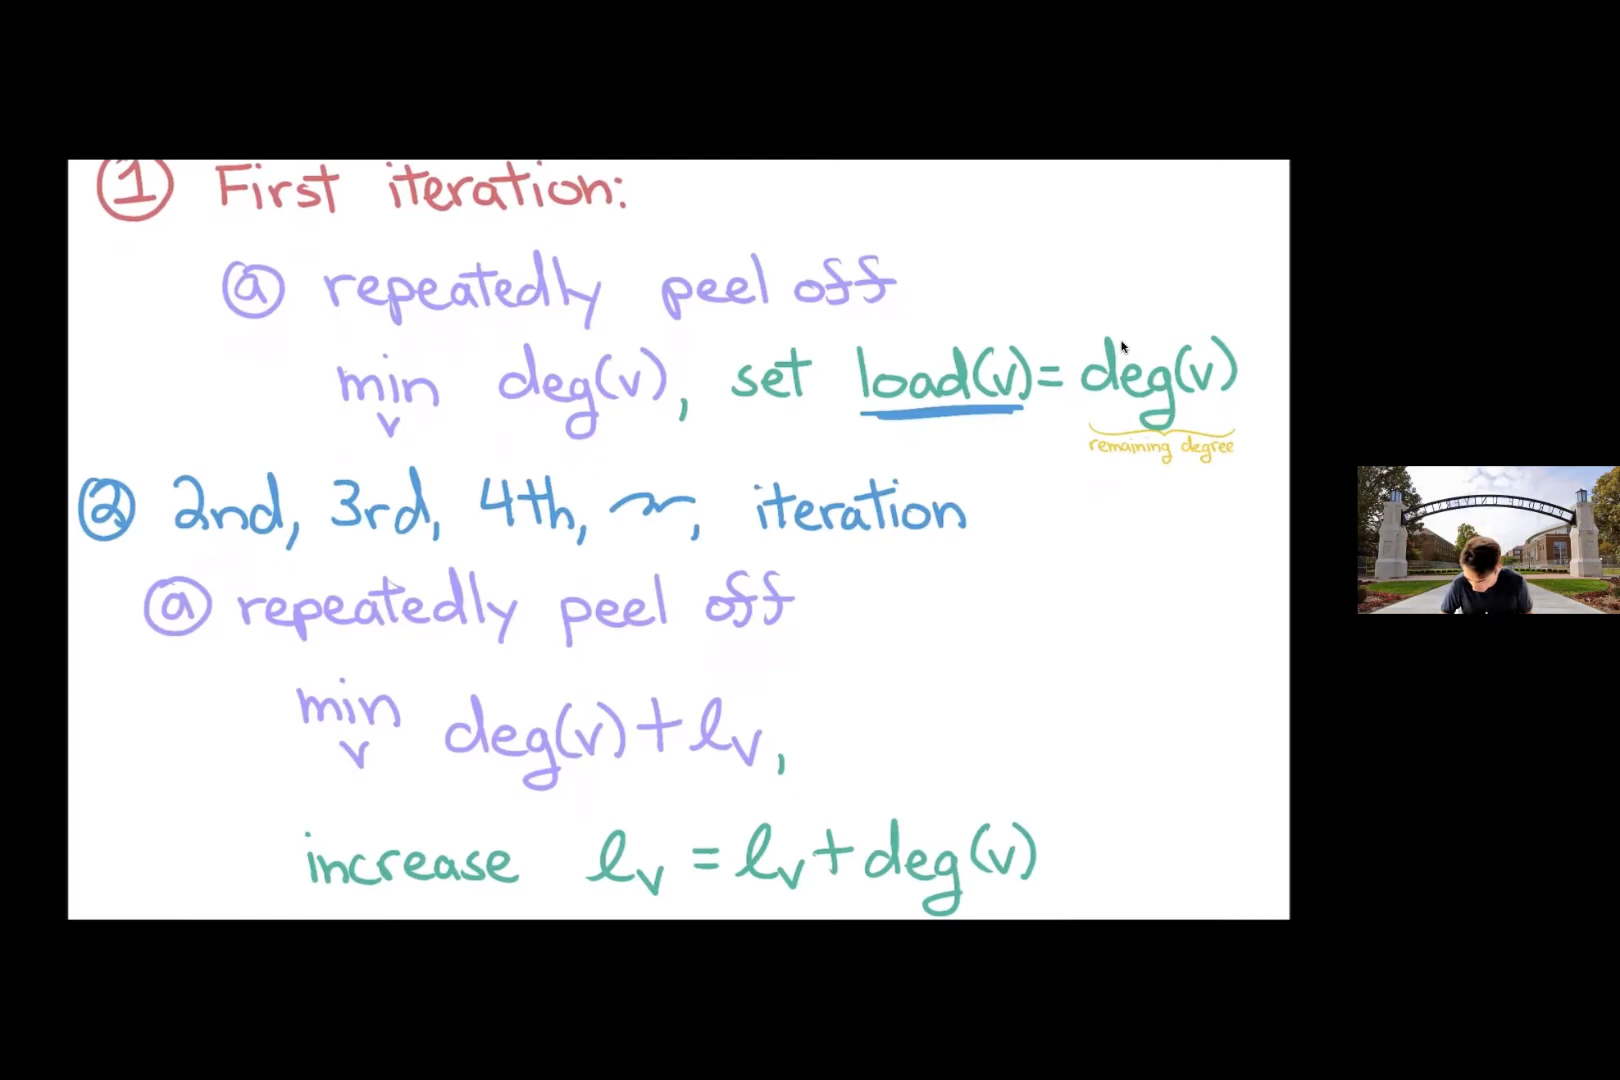 ① First iteration:
ⓐ repeatedly peel off
min deg(v), set load(v) = deg(v)
v
remaining degree
② 2nd, 3rd, 4th, ~, iteration
ⓐ repeatedly peel off
min deg(v) + ℓv,
v
increase ℓv = ℓv + deg(v)